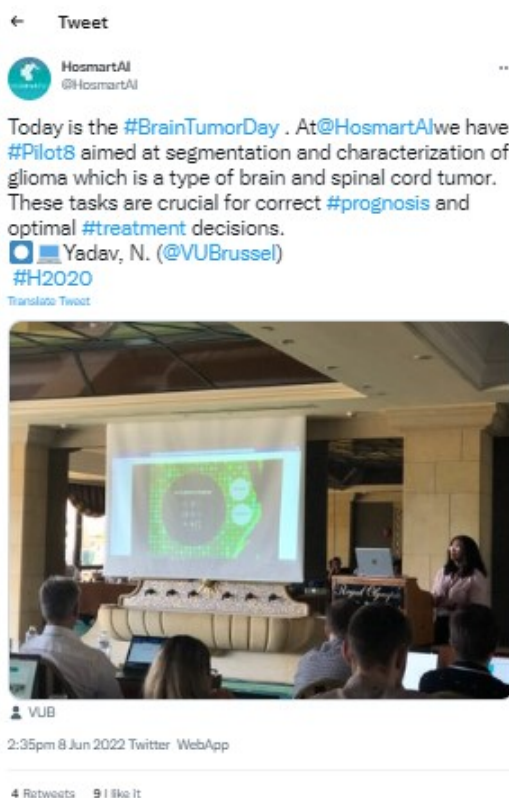 ← Tweet
HosmartAI
@HosmartAI
Today is the #BrainTumorDay . At@HosmartAIwe have
#Pilot8 aimed at segmentation and characterization of
glioma which is a type of brain and spinal cord tumor.
These tasks are crucial for correct #prognosis and
optimal #treatment decisions.
Yadav, N. (@VUBrussel)
#H2020
Translate Tweet
Royal Olympic
VUB
2:35pm 8 Jun 2022 Twitter WebApp
4 Retweets 9 I like it